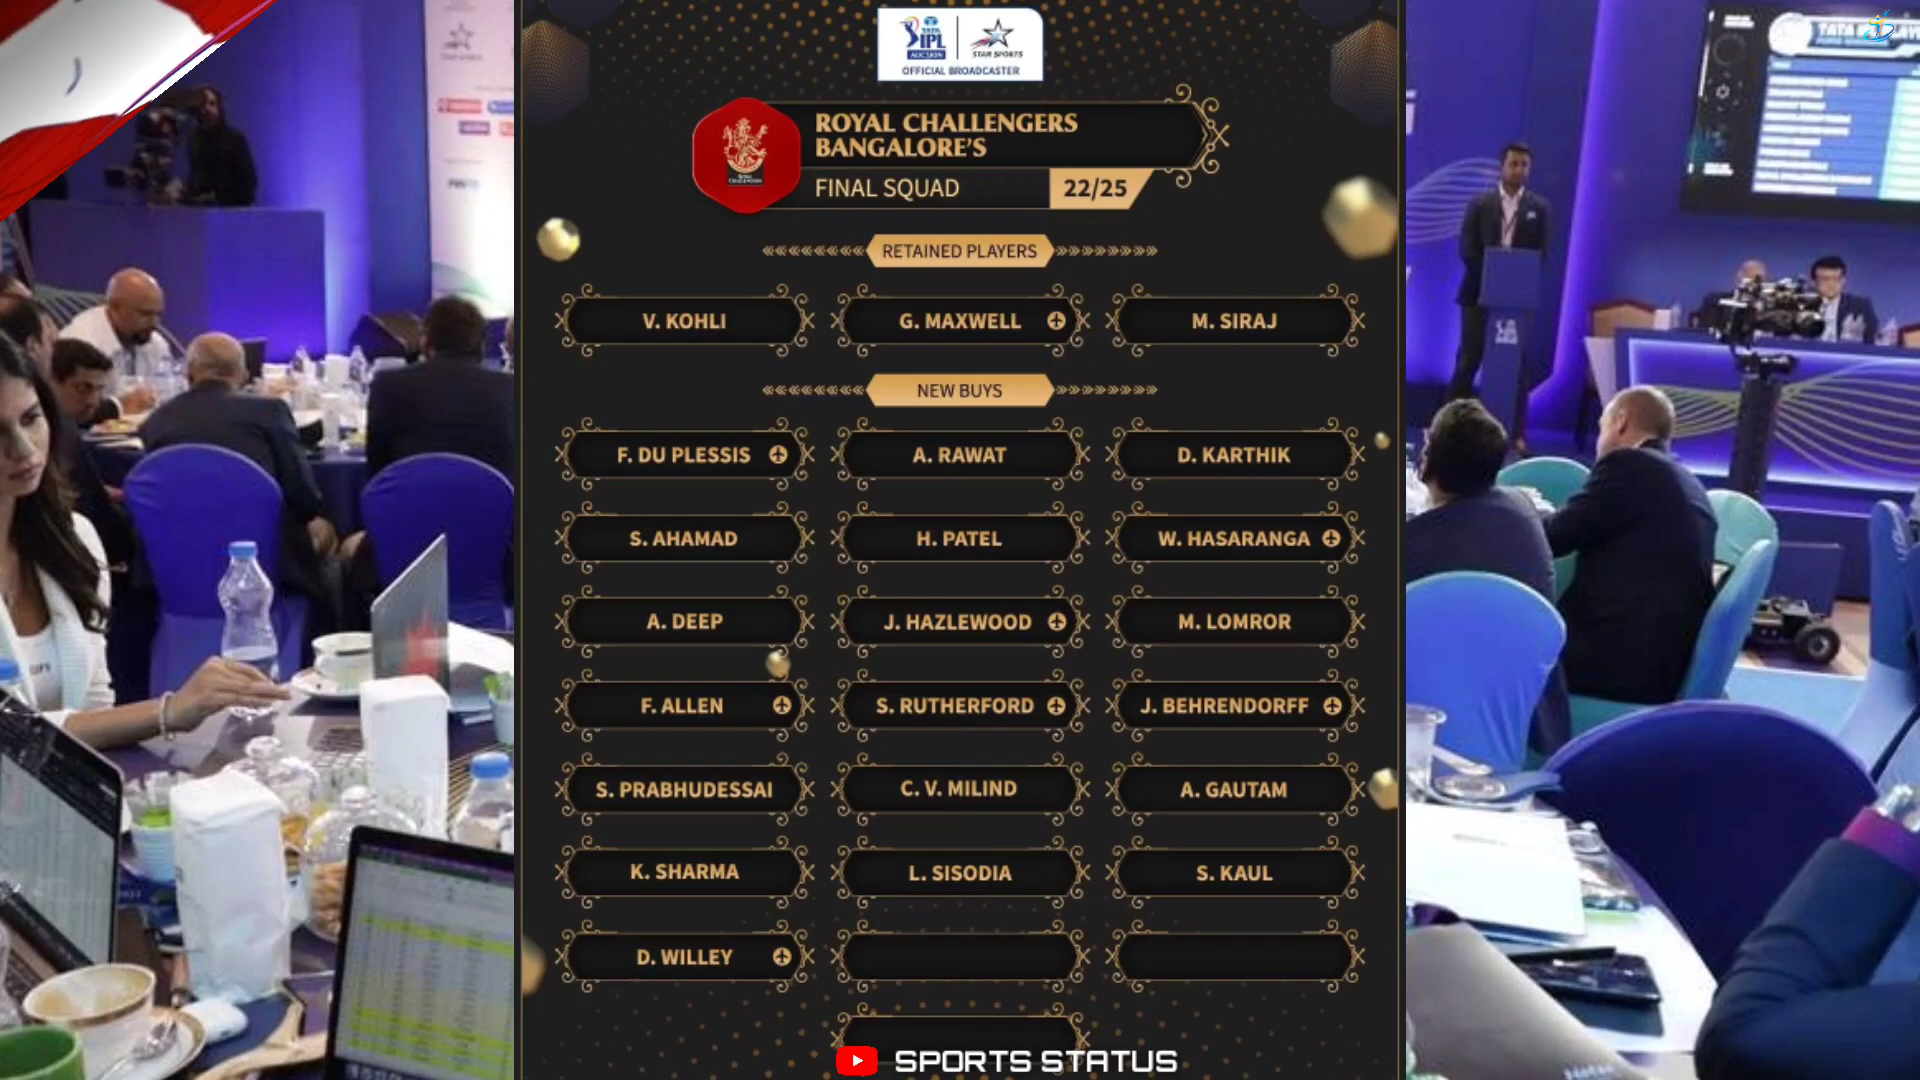 TATA
IPL
AUCTION
STAR SPORTS
OFFICIAL BROADCASTER
ROYAL CHALLENGERS
BANGALORE'S
FINAL SQUAD
22/25
RETAINED PLAYERS
V. KOHLI
G. MAXWELL
M. SIRAJ
NEW BUYS
F. DU PLESSIS
A. RAWAT
D. KARTHIK
S. AHAMAD
H. PATEL
W. HASARANGA
A. DEEP
J. HAZLEWOOD
M. LOMROR
F. ALLEN
S. RUTHERFORD
J. BEHRENDORFF
S. PRABHUDESSAI
C. V. MILIND
A. GAUTAM
K. SHARMA
L. SISODIA
S. KAUL
D. WILLEY
SPORTS STATUS